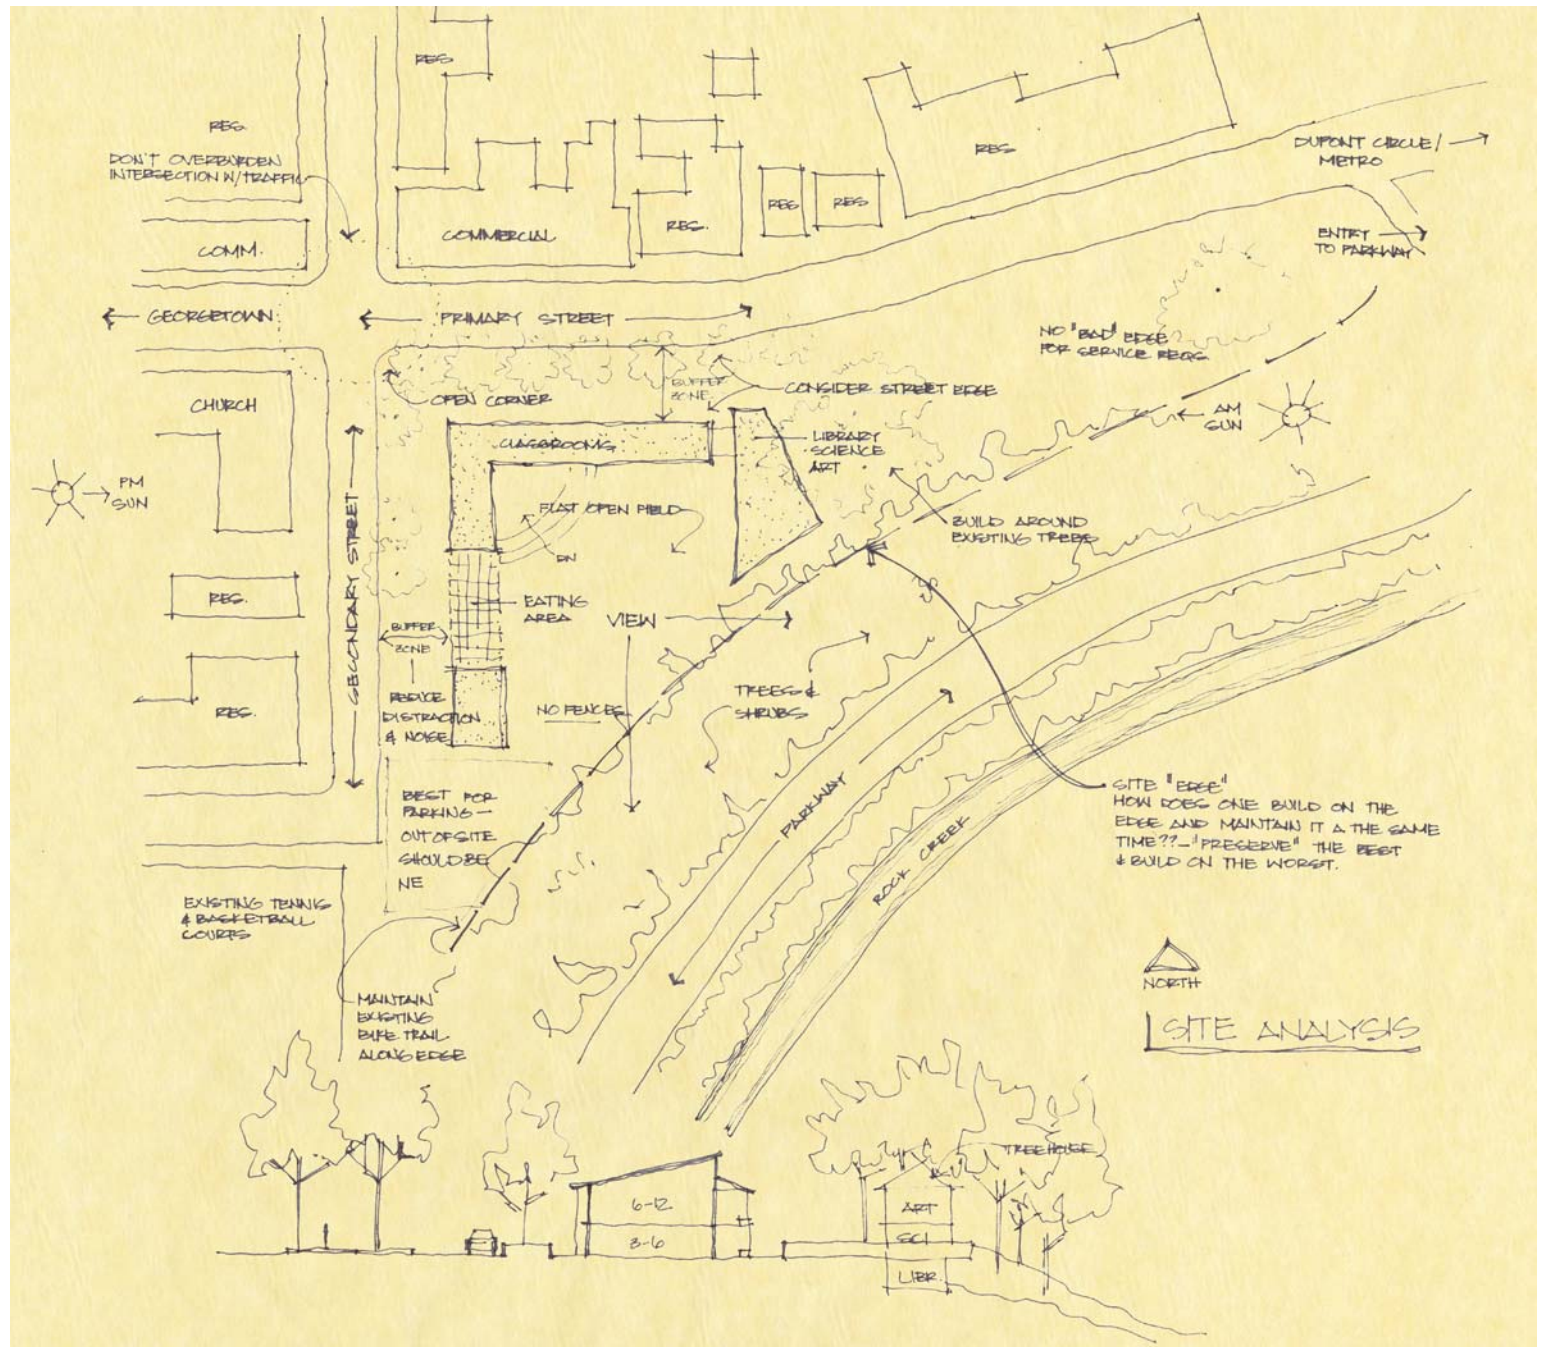 RES
RES.
DON'T OVERBURDEN
INTERSECTION W/ TRAFFIC
COMM.
COMMERCIAL
RES.
RES
RES
RES
DUPONT CIRCLE/
METRO
ENTRY
TO PARKWAY
GEORGETOWN
PRIMARY STREET
NO "BAD" EDGE
FOR SERVICE REQS.
CHURCH
OPEN CORNER
BUFFER
ZONE
CONSIDER STREET EDGE
AM
SUN
CLASSROOMS
LIBRARY
SCIENCE
ART
PM
SUN
SECONDARY STREET
FLAT/OPEN FIELD
DN
BUILD AROUND
EXISTING TREES
RES.
EATING
AREA
VIEW
BUFFER
ZONE
REDUCE
DISTRACTION
& NOISE
NO FENCES
TREES &
SHRUBS
RES.
BEST FOR
PARKING —
OUT OF SITE
SHOULD BE
NE
PARKWAY
ROCK CREEK
SITE "EDGE"
HOW DOES ONE BUILD ON THE
EDGE AND MAINTAIN IT A THE SAME
TIME?? — "PRESERVE" THE BEST
& BUILD ON THE WORST.
EXISTING TENNIS
& BASKETBALL
COURTS
MAINTAIN
EXISTING
BIKE TRAIL
ALONG EDGE
NORTH
SITE ANALYSIS
TREEHOUSE
6-12
3-6
ART
SCI
LIBR.